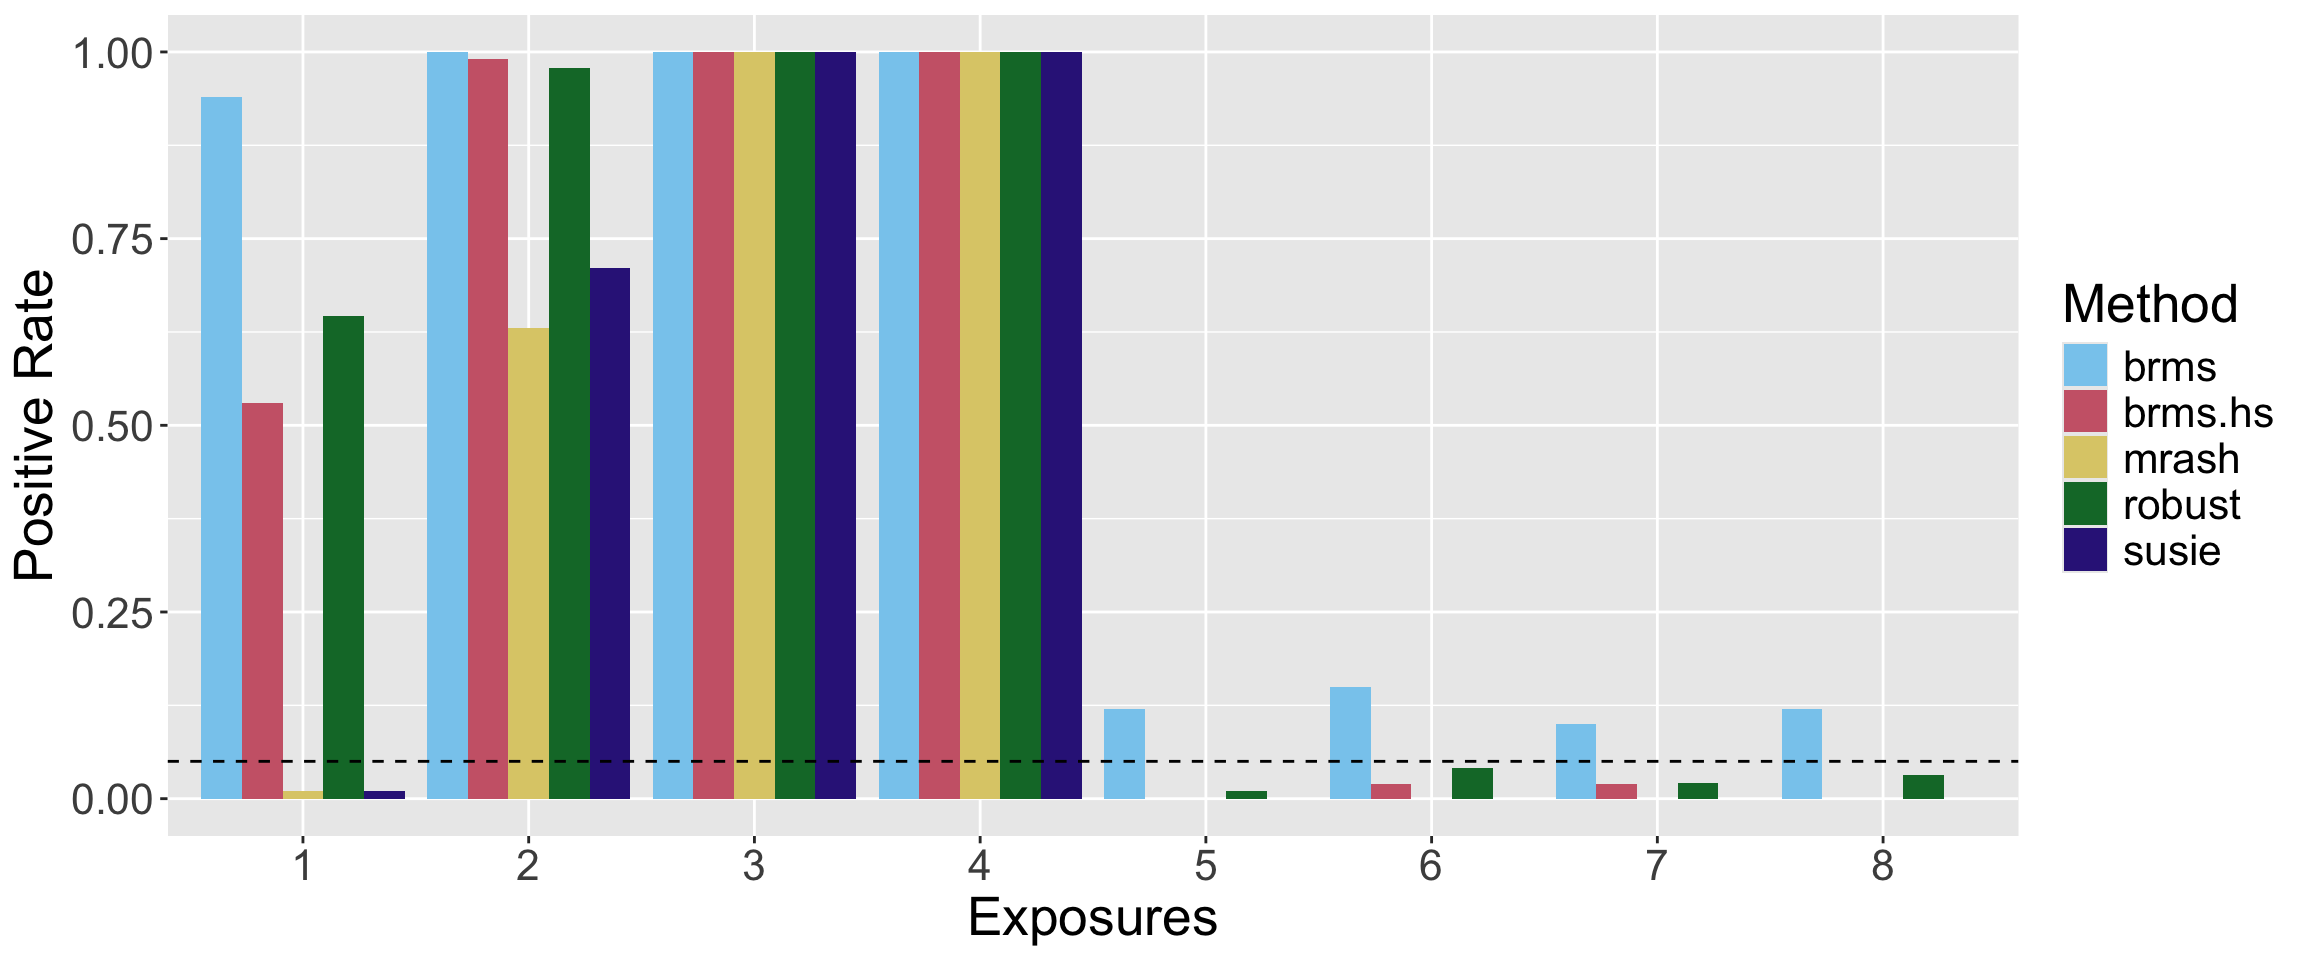 Positive Rate
1.00
0.75
0.50
0.25
0.00
1 2 3 4 5 6 7 8
Exposures
Method
brms
brms.hs
mrash
robust
susie